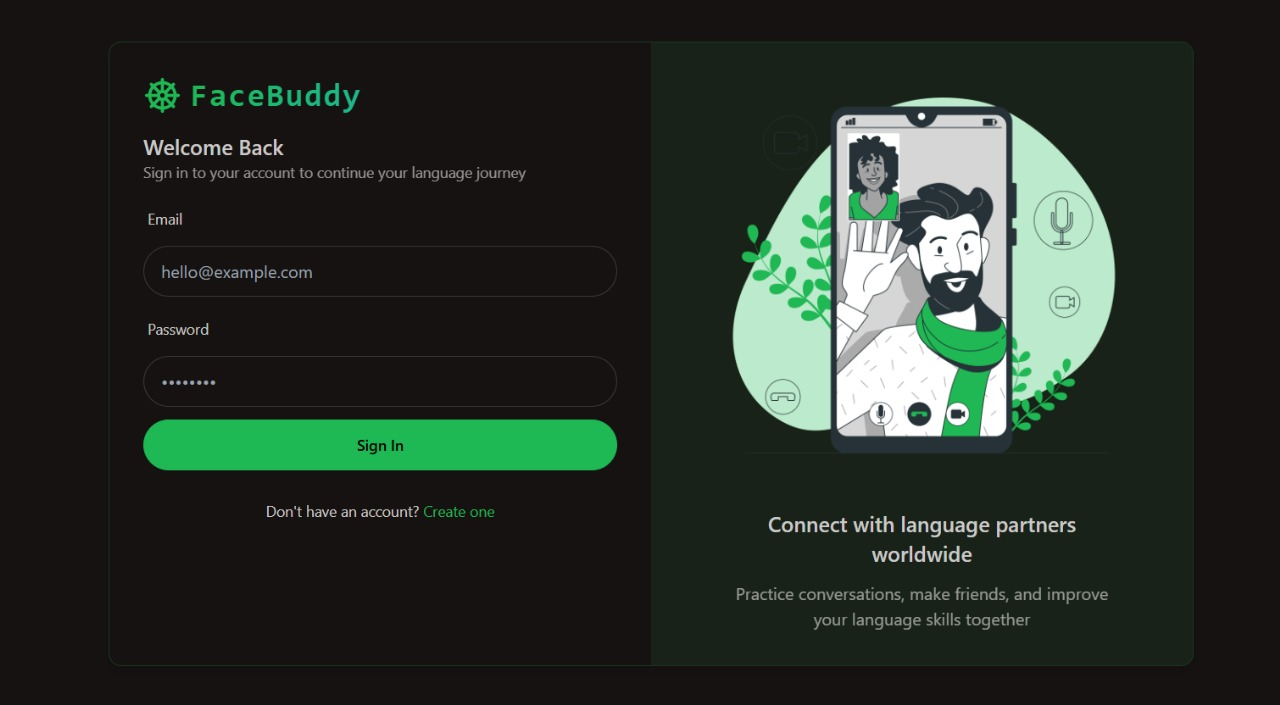 FaceBuddy
Welcome Back
Sign in to your account to continue your language journey
Email
hello@example.com
Password
••••••••
Sign In
Don't have an account? Create one
Connect with language partners
worldwide
Practice conversations, make friends, and improve
your language skills together